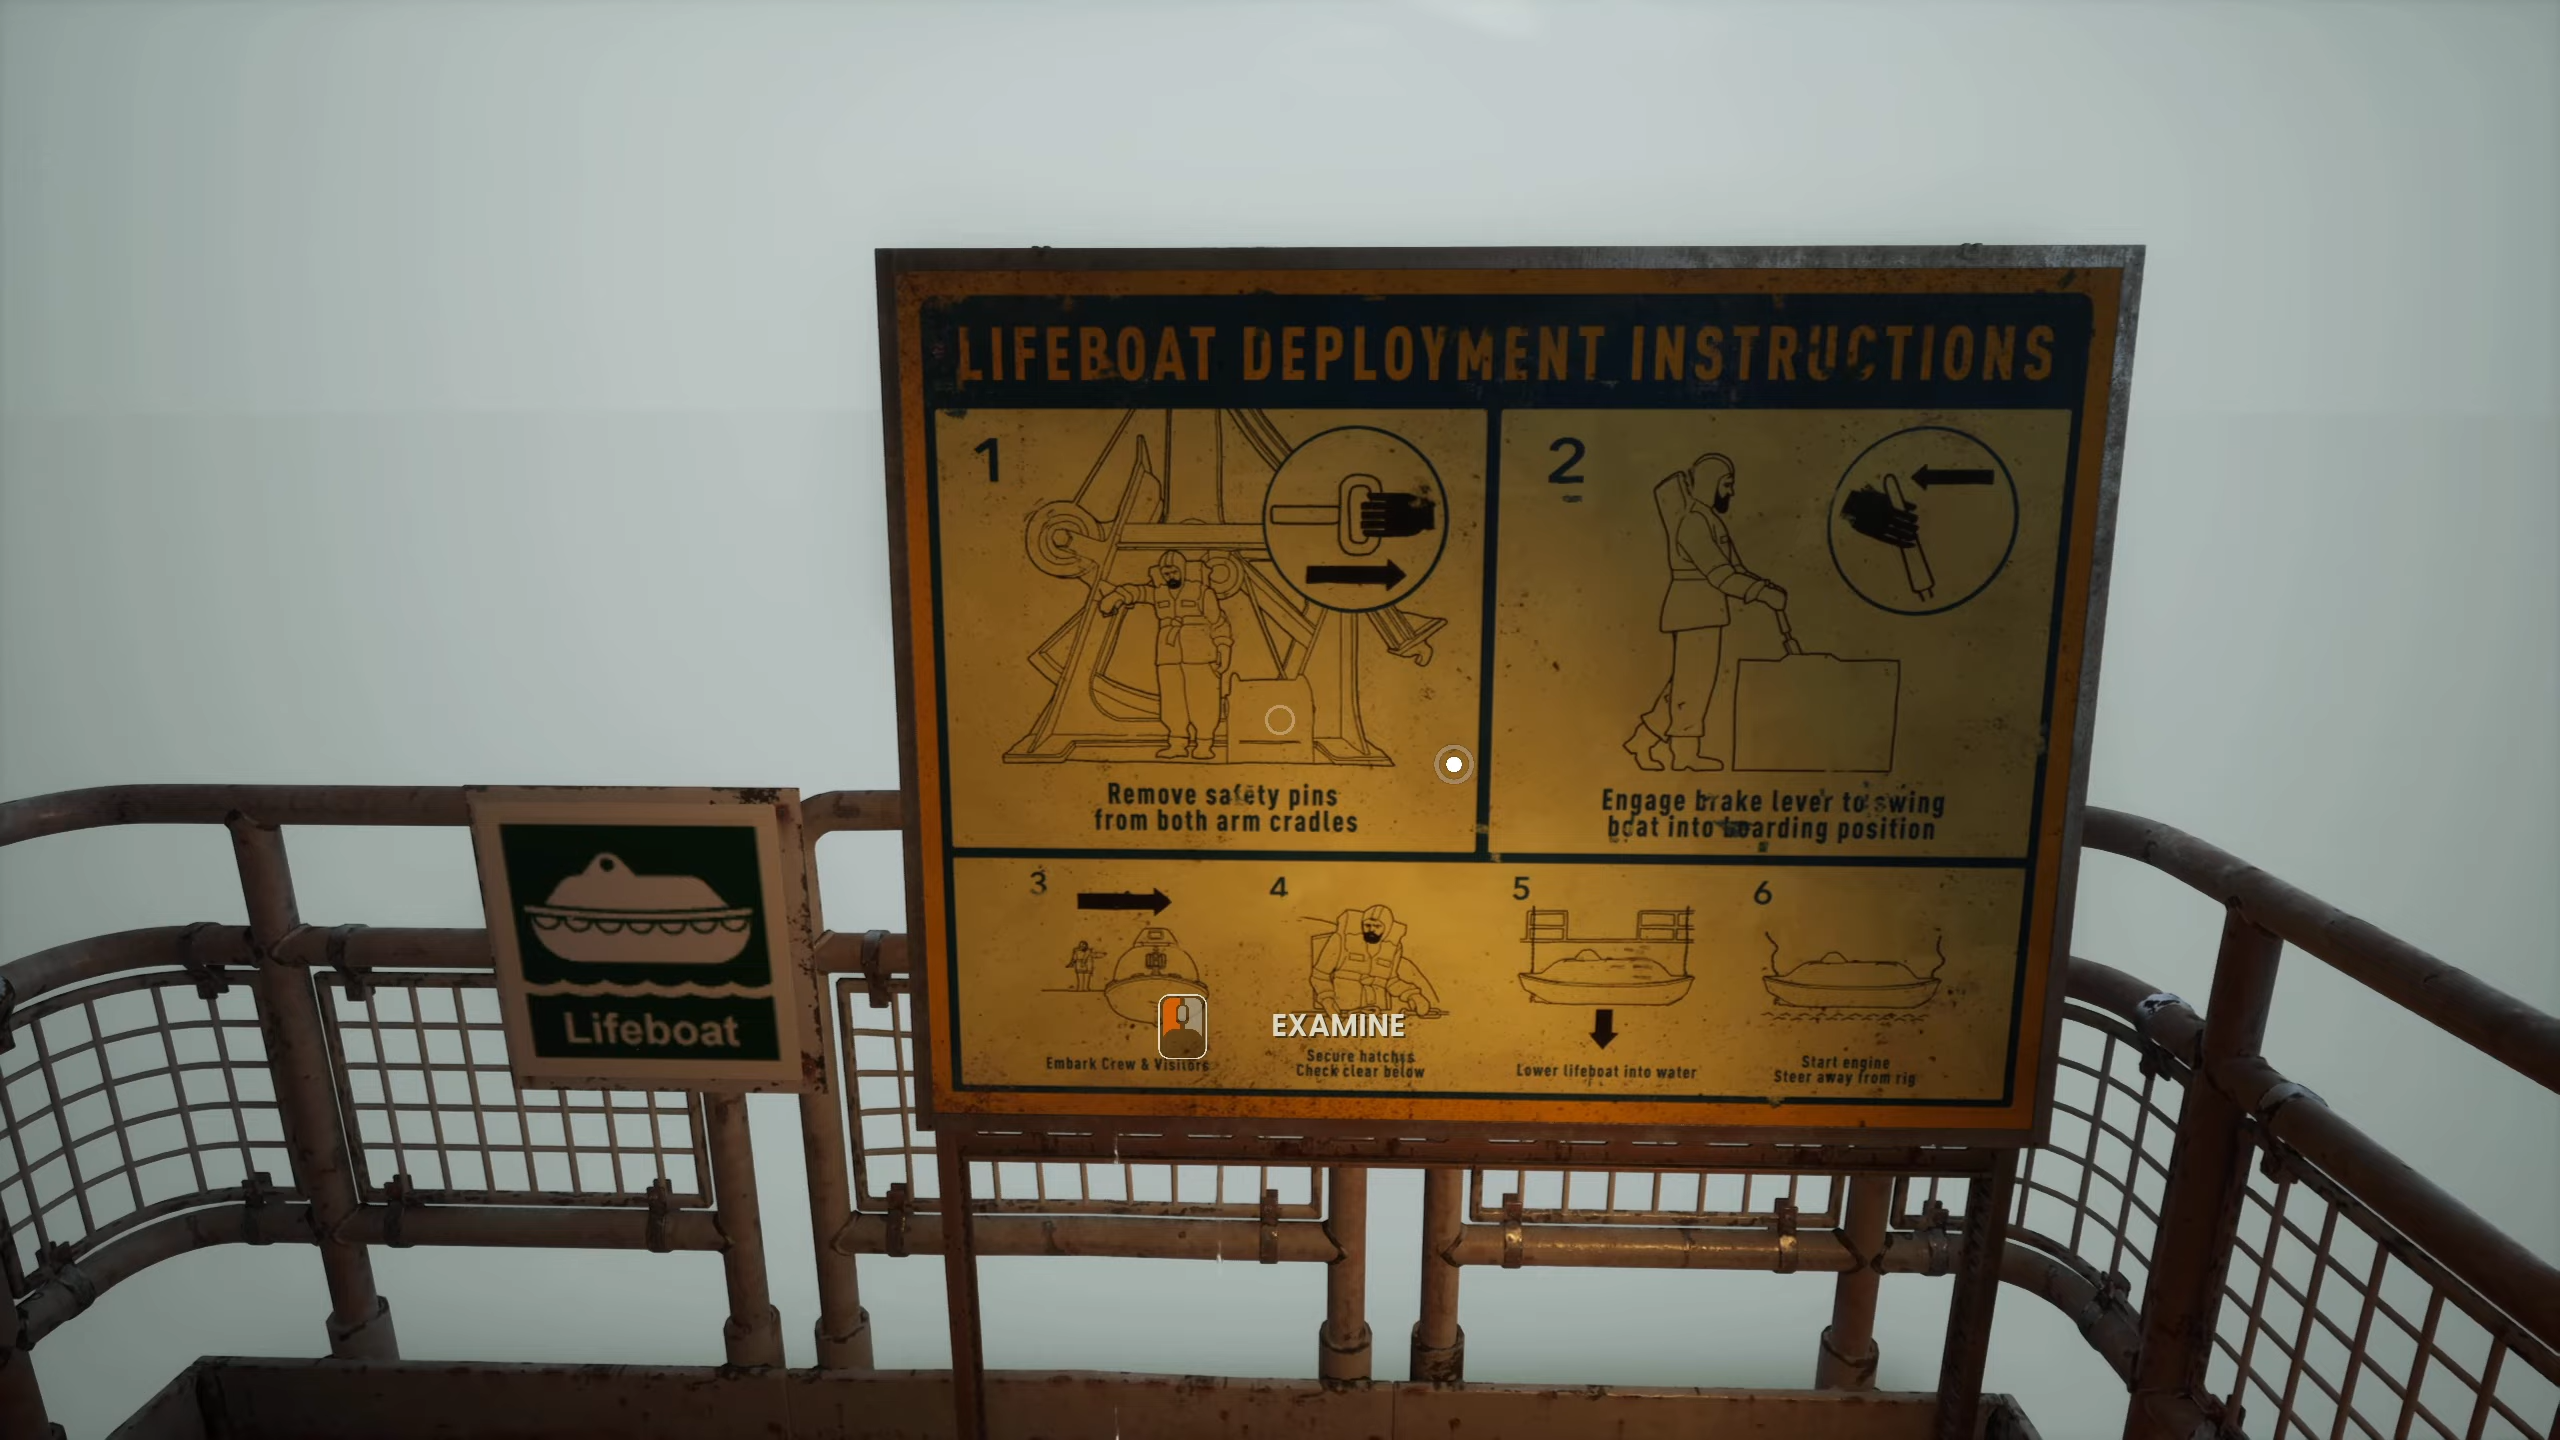 LIFEBOAT DEPLOYMENT INSTRUCTIONS
1
Remove safety pins
from both arm cradles
2
Engage brake lever to swing
boat into boarding position
3
Embark Crew & Visitors
4
Secure hatches
Check clear below
5
Lower lifeboat into water
6
Start engine
Steer away from rig
Lifeboat
EXAMINE